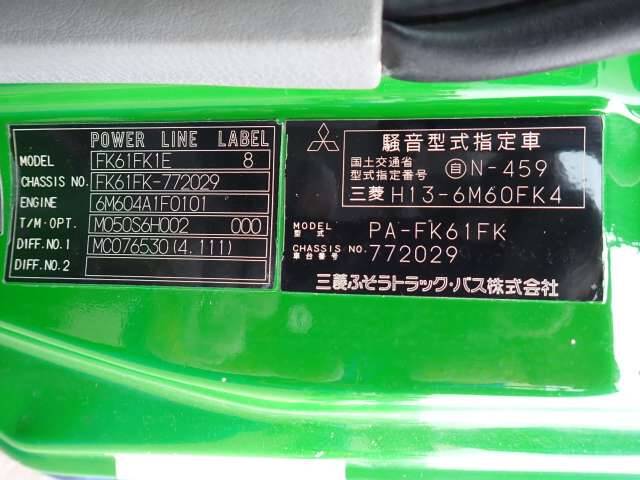 POWER LINE LABEL
MODEL FK61FK1E 8
CHASSIS NO. FK61FK-772029
ENGINE 6M604A1F0101
T/M·OPT. M050S6H002 000
DIFF.NO.1 MC076530(4.111)
DIFF.NO.2
騒音型式指定車
国土交通省
型式指定番号 自N-459
三菱 H13-6M60FK4
MODEL
型式 PA-FK61FK
CHASSIS NO.
車台番号 772029
三菱ふそうトラック・バス株式会社